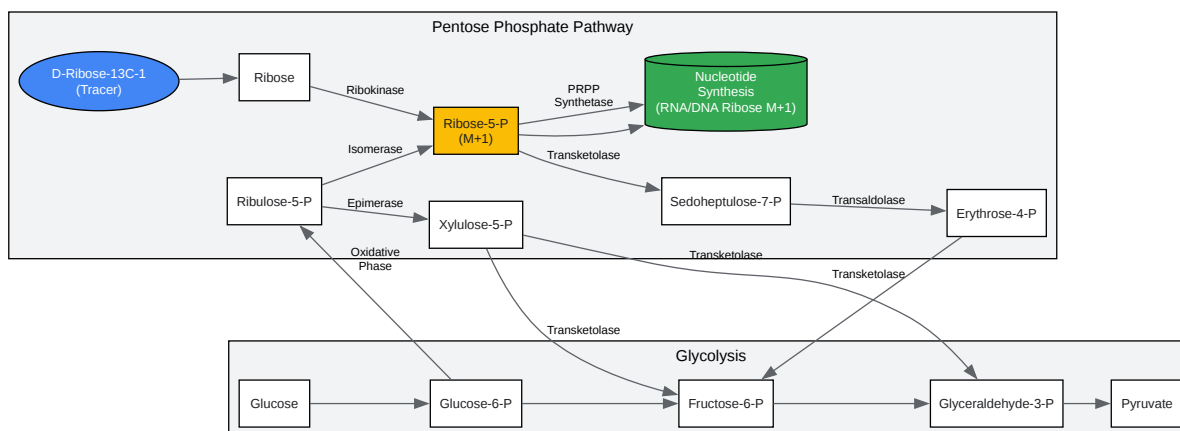 Pentose Phosphate Pathway
D-Ribose-13C-1
(Tracer)
Ribose
Ribokinase
Ribose-5-P
(M+1)
PRPP
Synthetase
Nucleotide
Synthesis
(RNA/DNA Ribose M+1)
Isomerase
Transketolase
Ribulose-5-P
Epimerase
Xylulose-5-P
Sedoheptulose-7-P
Transaldolase
Erythrose-4-P
Oxidative
Phase
Transketolase
Transketolase
Transketolase
Glycolysis
Glucose
Glucose-6-P
Fructose-6-P
Glyceraldehyde-3-P
Pyruvate